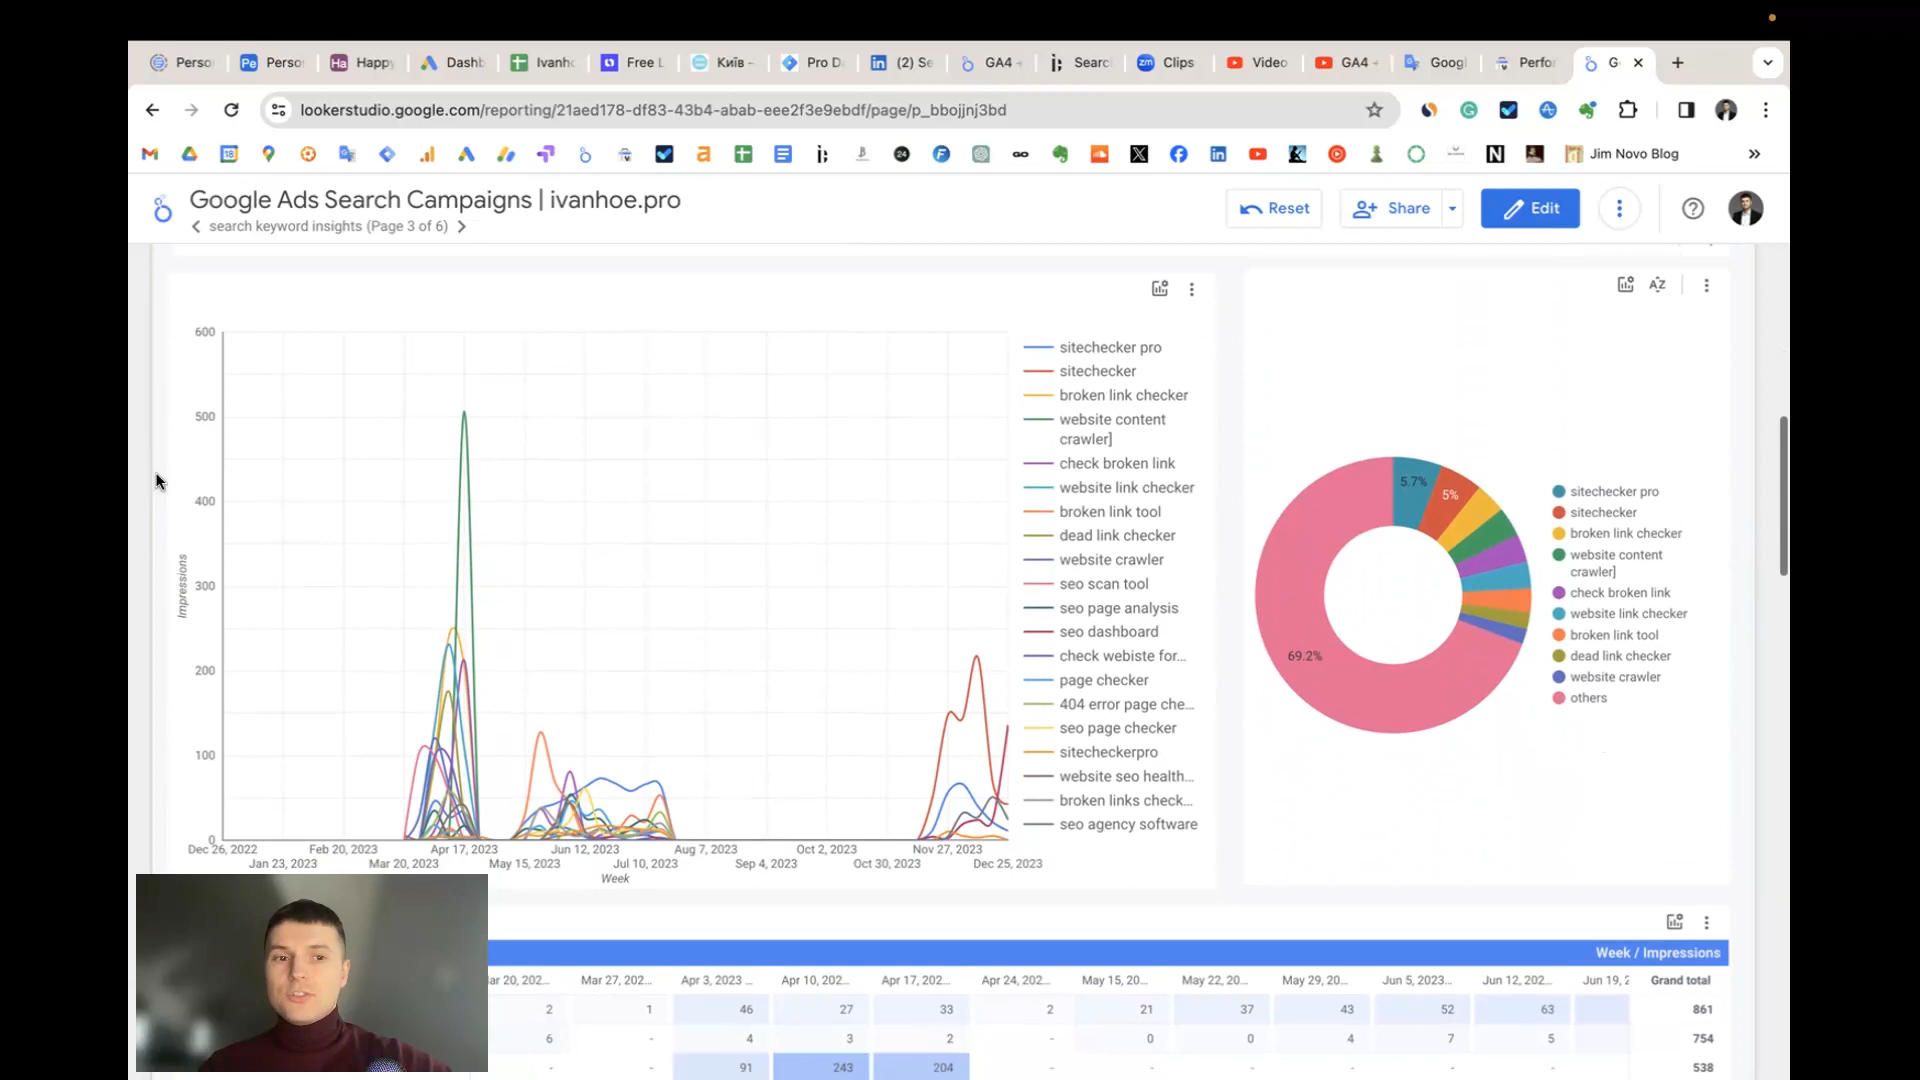 Perso
Perso
Happy
Dashb
Ivanho
Free L
Київ -
Pro D
(2) Se
GA4 -
Searc
Clips
Video
GA4 -
Googl
Perfor
G
lookerstudio.google.com/reporting/21aed178-df83-43b4-abab-eee2f3e9ebdf/page/p_bbojjnj3bd
Jim Novo Blog
Google Ads Search Campaigns | ivanhoe.pro
search keyword insights (Page 3 of 6)
Reset
Share
Edit
600
500
400
300
200
100
0
Impressions
Dec 26, 2022
Jan 23, 2023
Feb 20, 2023
Mar 20, 2023
Apr 17, 2023
May 15, 2023
Jun 12, 2023
Jul 10, 2023
Aug 7, 2023
Sep 4, 2023
Oct 2, 2023
Oct 30, 2023
Nov 27, 2023
Dec 25, 2023
Week
sitechecker pro
sitechecker
broken link checker
website content
crawler]
check broken link
website link checker
broken link tool
dead link checker
website crawler
seo scan tool
seo page analysis
seo dashboard
check webiste for...
page checker
404 error page che...
seo page checker
sitecheckerpro
website seo health...
broken links check...
seo agency software
5.7%
5%
69.2%
sitechecker pro
sitechecker
broken link checker
website content
crawler]
check broken link
website link checker
broken link tool
dead link checker
website crawler
others
Week / Impressions
ar 20, 202... Mar 27, 202... Apr 3, 2023 ... Apr 10, 202... Apr 17, 202... Apr 24, 202... May 15, 20... May 22, 20... May 29, 20... Jun 5, 2023... Jun 12, 202... Jun 19, 2 Grand total
2 1 46 27 33 2 21 37 43 52 63 861
6 - 4 3 2 - 0 0 4 7 5 754
- - 91 243 204 - - - - - - 538